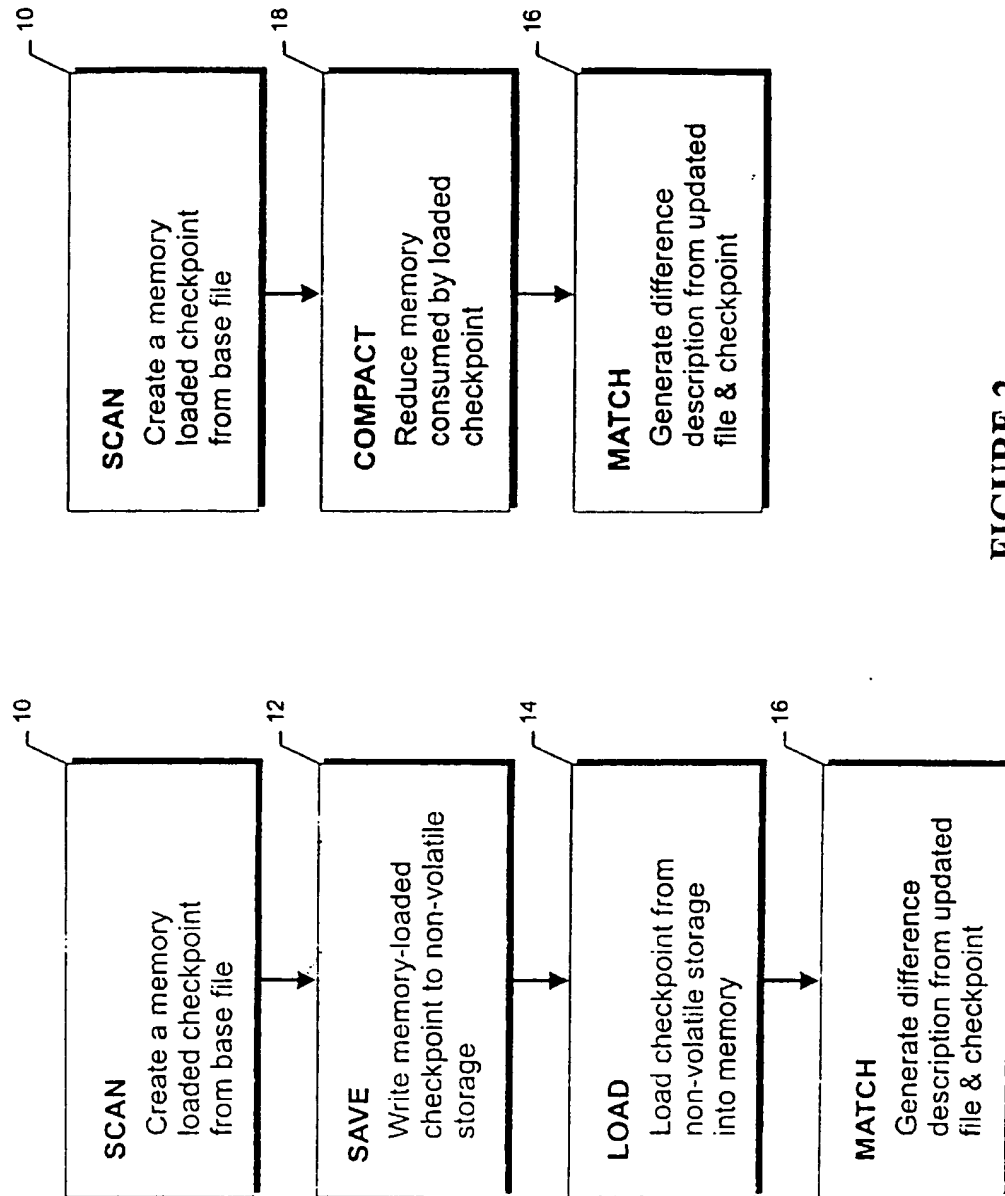 10
SCAN
Create a memory
loaded checkpoint
from base file
12
SAVE
Write memory-loaded
checkpoint to non-volatile
storage
14
LOAD
Load checkpoint from
non-volatile storage
into memory
16
MATCH
Generate difference
description from updated
file & checkpoint
10
SCAN
Create a memory
loaded checkpoint
from base file
18
COMPACT
Reduce memory
consumed by loaded
checkpoint
16
MATCH
Generate difference
description from updated
file & checkpoint
FIGURE